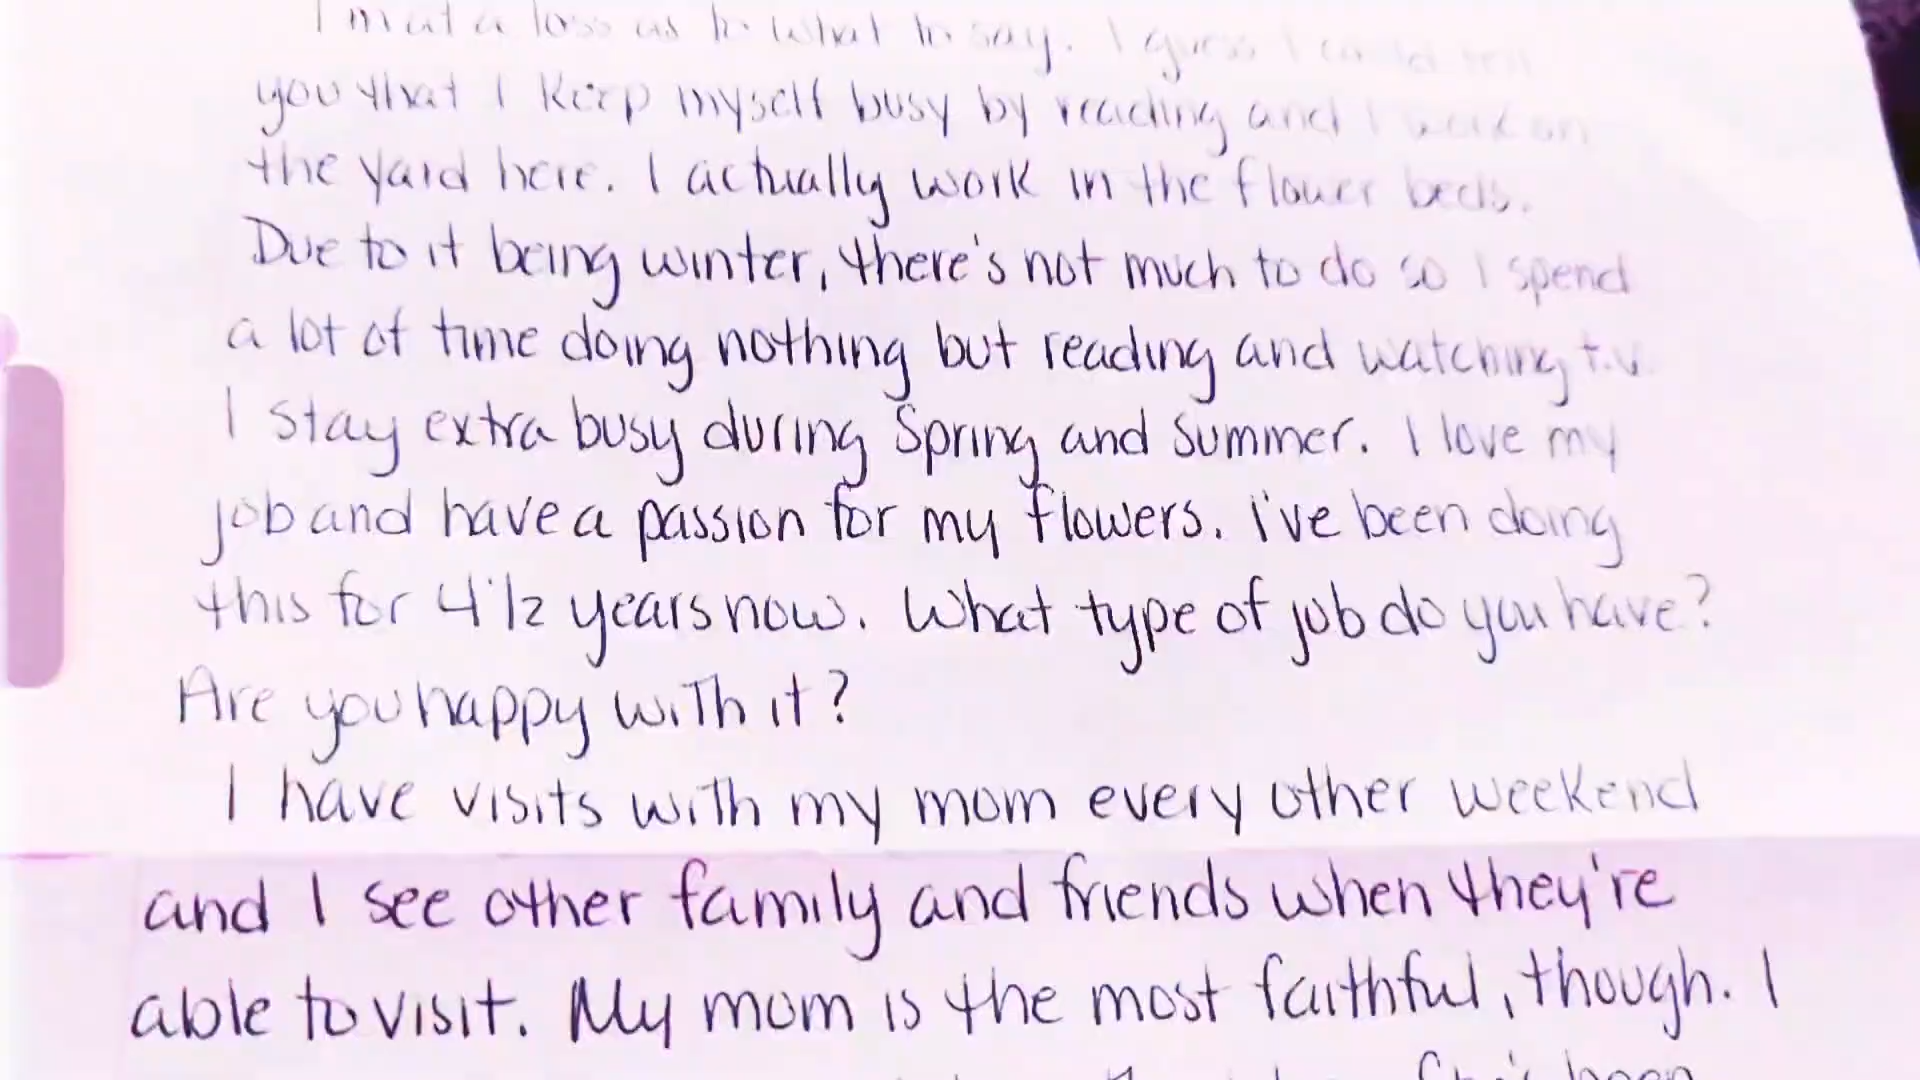 I'm at a loss as to what to say. I guess I could tell
you that I keep myself busy by reading and I work on
the yard here. I actually work in the flower beds.
Due to it being winter, there's not much to do so I spend
a lot of time doing nothing but reading and watching t.v.
I stay extra busy during Spring and Summer. I love my
job and have a passion for my flowers. I've been doing
this for 4 1/2 years now. What type of job do you have?
Are you happy with it?
I have visits with my mom every other weekend
and I see other family and friends when they're
able to visit. My mom is the most faithful, though. I
been